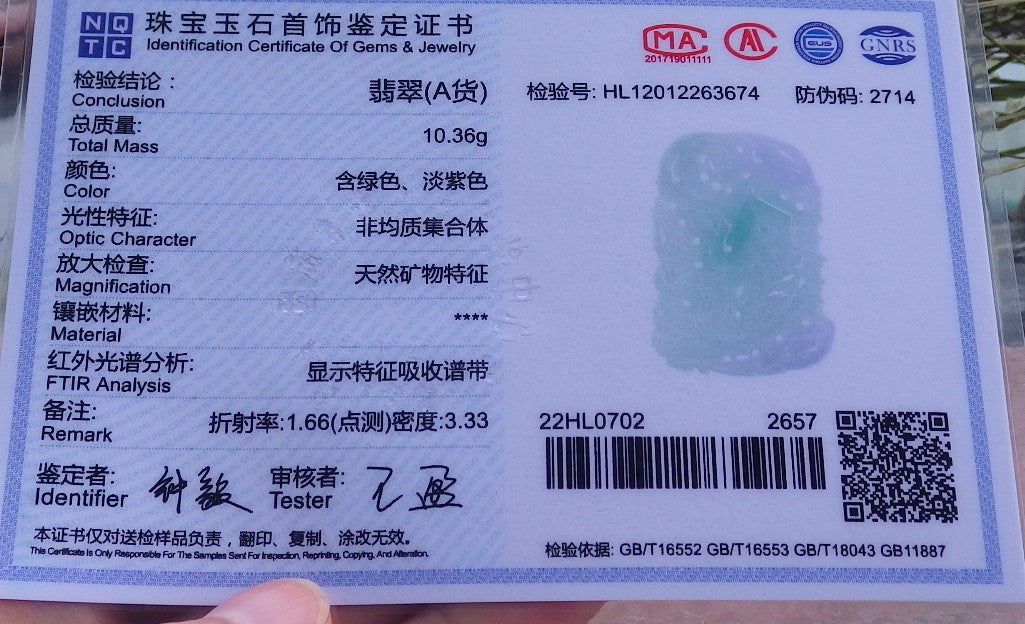 NQ
TC
珠宝玉石首饰鉴定证书
Identification Certificate Of Gems & Jewelry
MA
201719011111
GUS
GNRS
检验结论：
Conclusion
翡翠(A货)
检验号: HL12012263674
防伪码: 2714
总质量:
Total Mass
10.36g
颜色:
Color
含绿色、淡紫色
光性特征:
Optic Character
非均质集合体
放大检查:
Magnification
天然矿物特征
镶嵌材料:
Material
****
红外光谱分析:
FTIR Analysis
显示特征吸收谱带
备注:
Remark
折射率:1.66(点测)密度:3.33
22HL0702
2657
鉴定者:
Identifier
审核者:
Tester
本证书仅对送检样品负责，翻印、复制、涂改无效。
This Certificate Is Only Responsible For The Samples Sent For Inspection, Reprinting, Copying, And Alteration.
检验依据: GB/T16552 GB/T16553 GB/T18043 GB11887